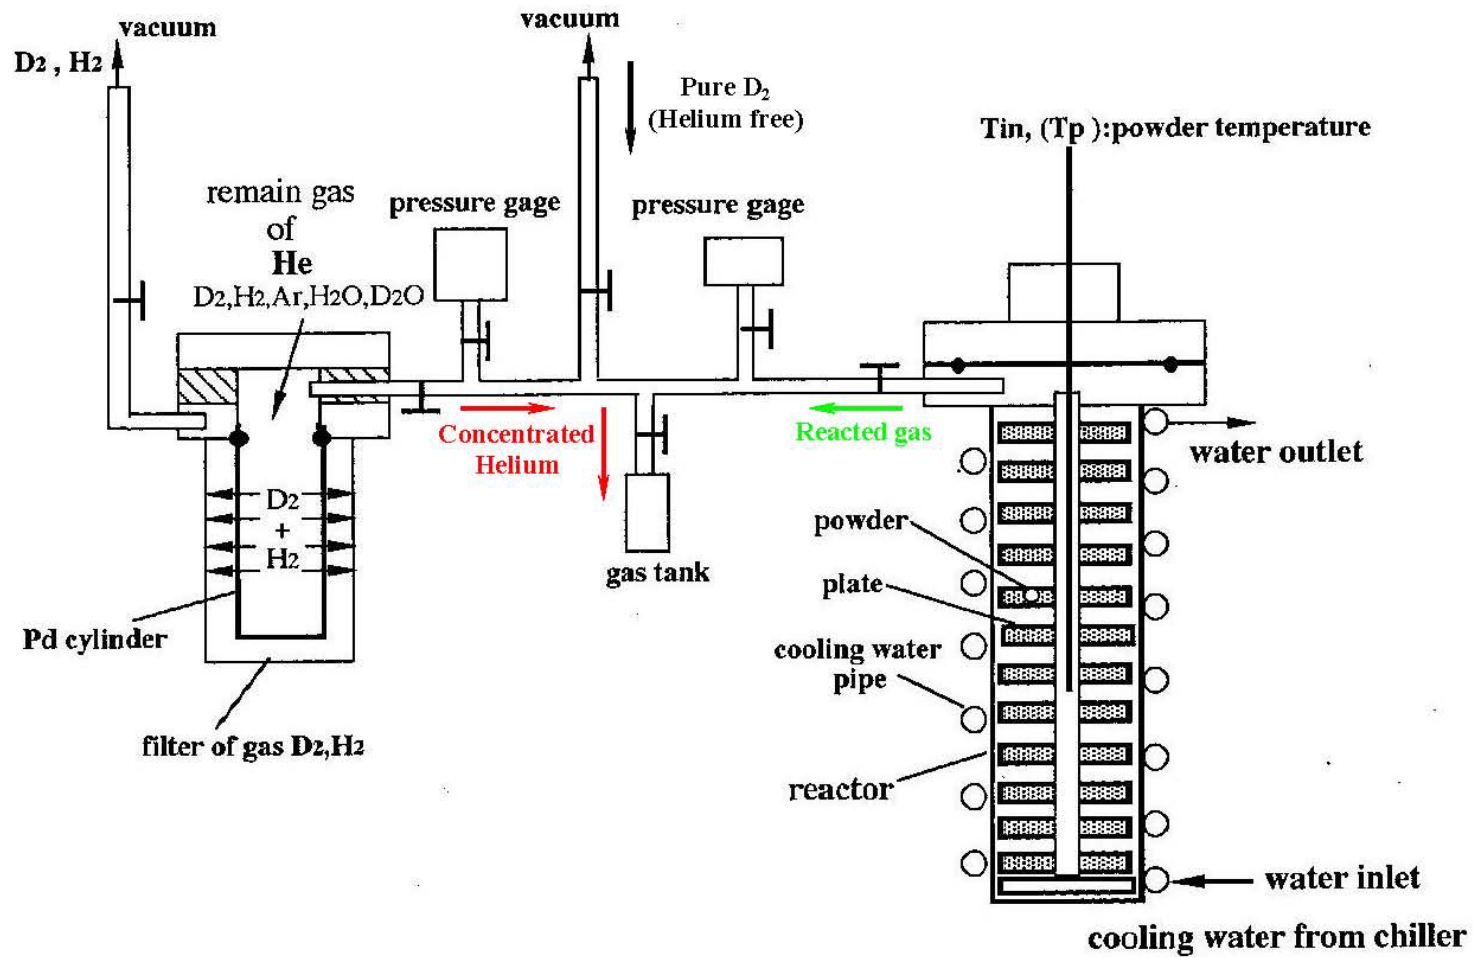 vacuum
D2 , H2
vacuum
Pure D2
(Helium free)
Tin, (Tp ):powder temperature
remain gas
of
He
D2,H2,Ar,H2O,D2O
pressure gage
pressure gage
Concentrated
Helium
Reacted gas
water outlet
D2
+
H2
powder
plate
gas tank
cooling water
pipe
Pd cylinder
filter of gas D2,H2
reactor
water inlet
cooling water from chiller